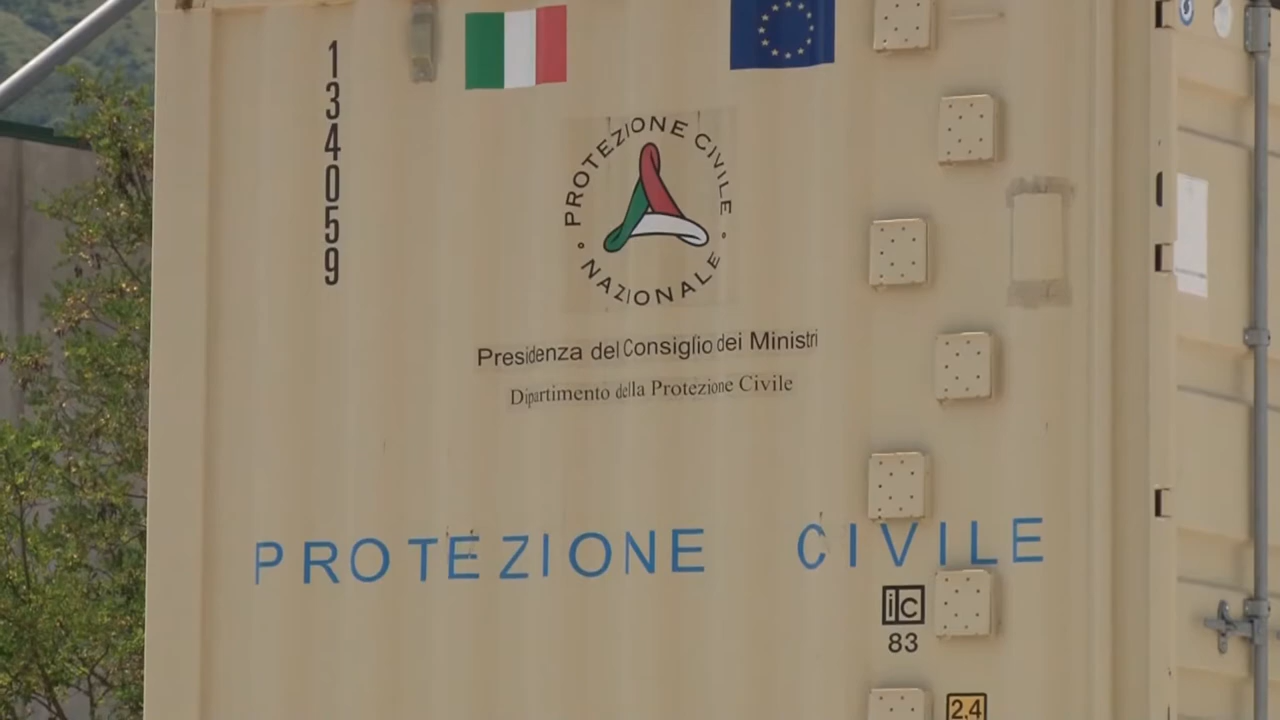 134059
PROTEZIONE CIVILE
NAZIONALE
Presidenza del Consiglio dei Ministri
Dipartimento della Protezione Civile
PROTEZIONE CIVILE
ic
83
2,4